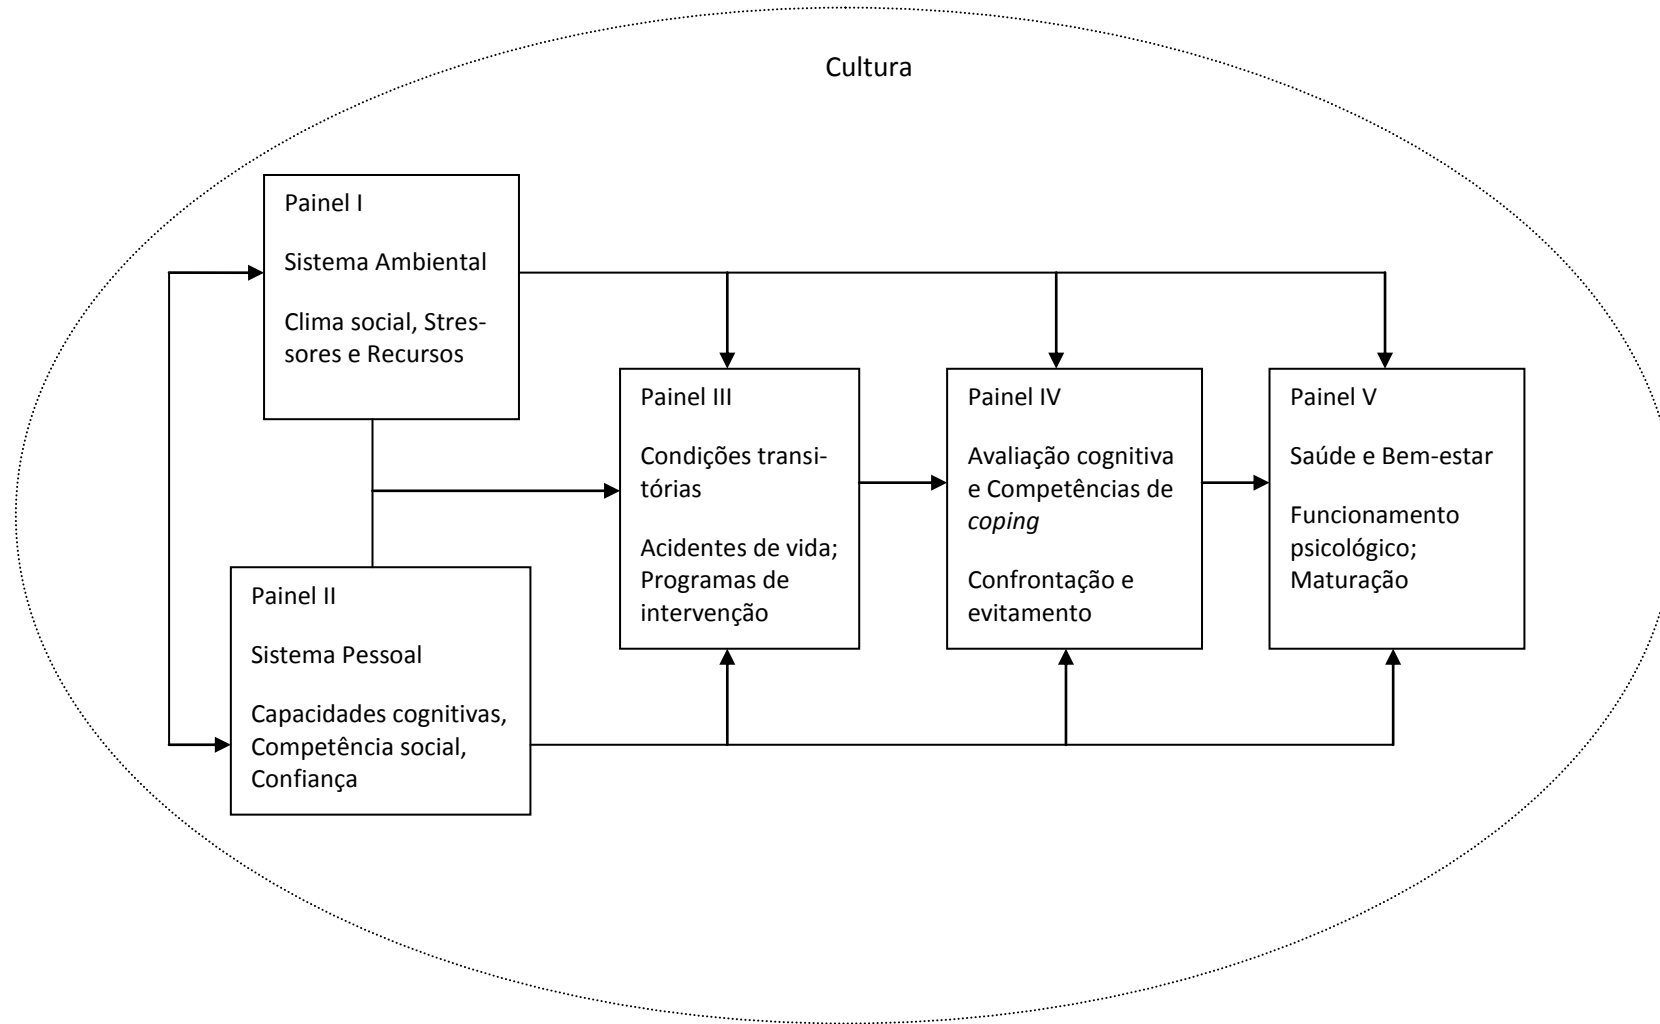 Cultura
Painel I
Sistema Ambiental
Clima social, Stres-
sores e Recursos
Painel II
Sistema Pessoal
Capacidades cognitivas,
Competência social,
Confiança
Painel III
Condições transi-
tórias
Acidentes de vida;
Programas de
intervenção
Painel IV
Avaliação cognitiva
e Competências de
coping
Confrontação e
evitamento
Painel V
Saúde e Bem-estar
Funcionamento
psicológico;
Maturação